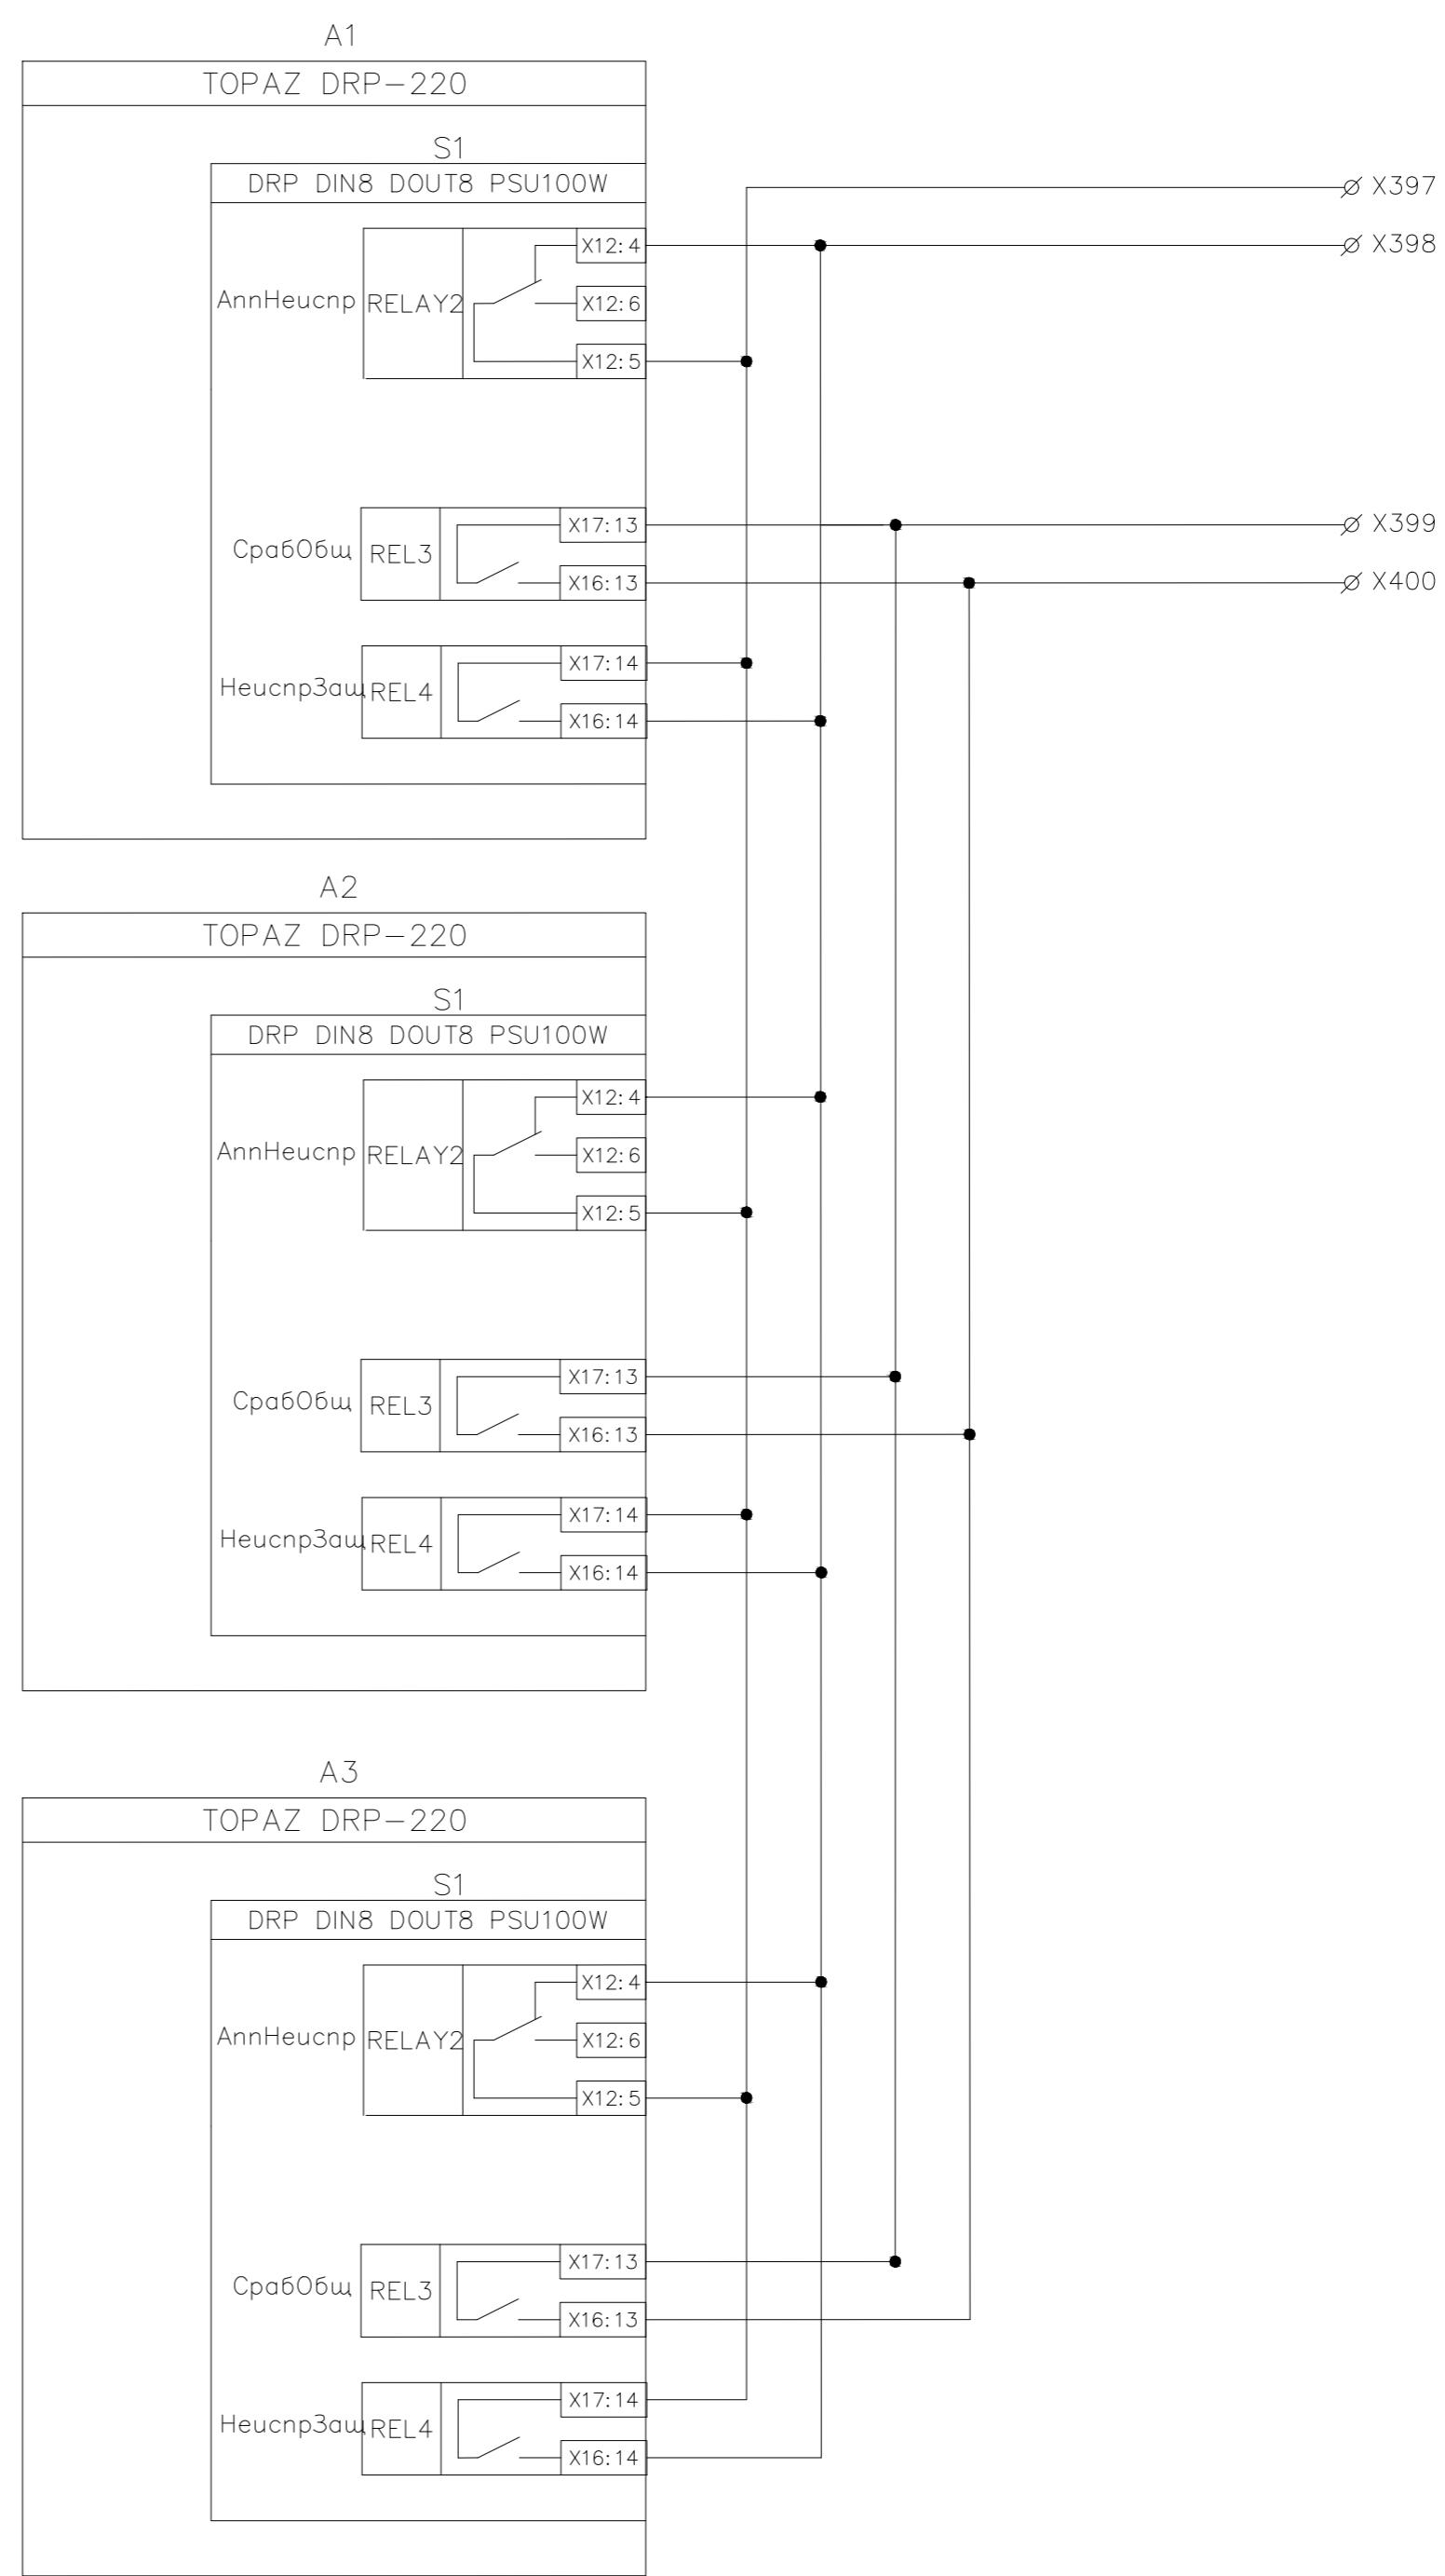 A1
TOPAZ DRP-220
S1
DRP DIN8 DOUT8 PSU100W
X397
X12:4
X398
АппНеиспр
RELAY2
X12:6
X12:5
X17:13
X399
СрабОбщ
REL3
X16:13
X400
X17:14
НеиспрЗащ
REL4
X16:14
A2
TOPAZ DRP-220
S1
DRP DIN8 DOUT8 PSU100W
X12:4
АппНеиспр
RELAY2
X12:6
X12:5
X17:13
СрабОбщ
REL3
X16:13
X17:14
НеиспрЗащ
REL4
X16:14
A3
TOPAZ DRP-220
S1
DRP DIN8 DOUT8 PSU100W
X12:4
АппНеиспр
RELAY2
X12:6
X12:5
X17:13
СрабОбщ
REL3
X16:13
X17:14
НеиспрЗащ
REL4
X16:14